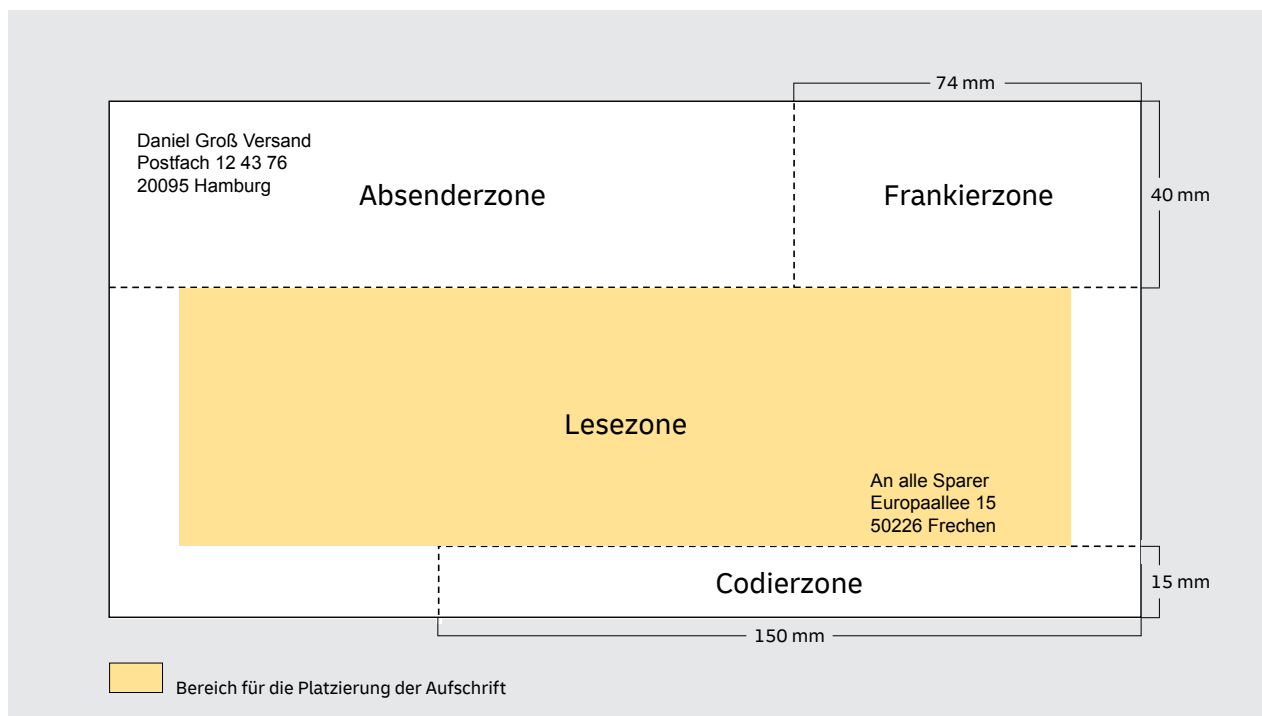 74 mm
Daniel Groß Versand
Postfach 12 43 76
20095 Hamburg
Absenderzone
Frankierzone
40 mm
Lesezone
An alle Sparer
Europaallee 15
50226 Frechen
Codierzone
15 mm
150 mm
Bereich für die Platzierung der Aufschrift